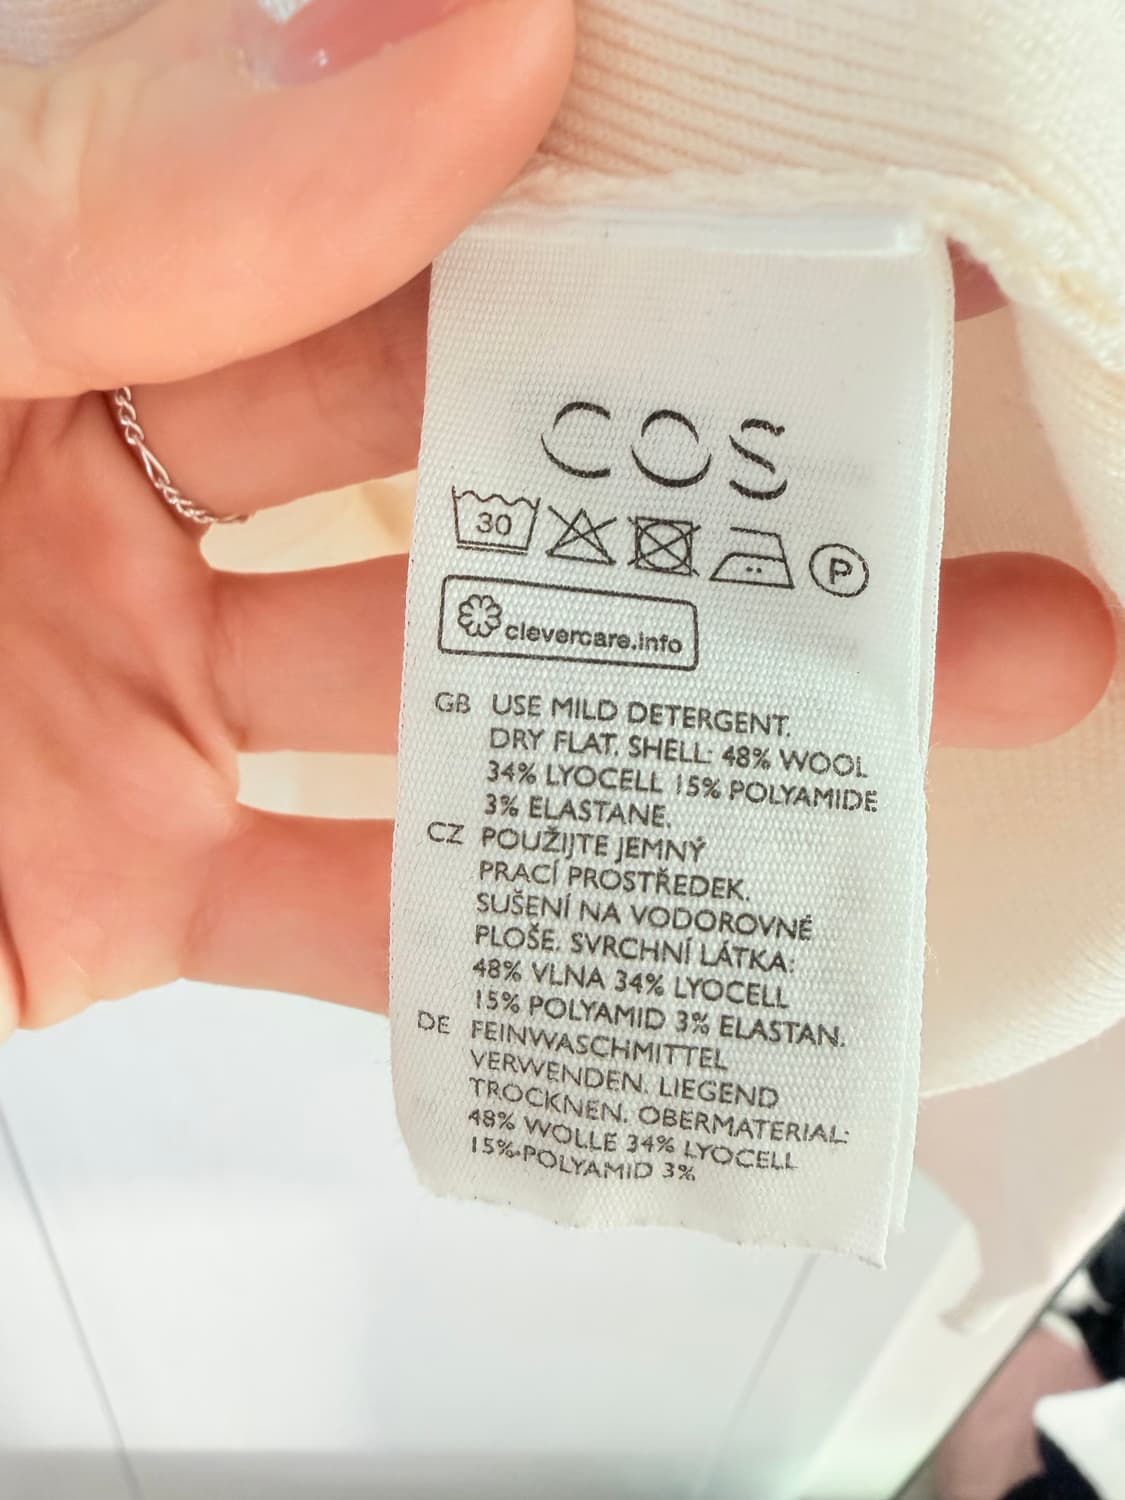 COS
30
P
clevercare.info
GB USE MILD DETERGENT.
DRY FLAT. SHELL: 48% WOOL
34% LYOCELL 15% POLYAMIDE
3% ELASTANE.
CZ POUŽIJTE JEMNÝ
PRACÍ PROSTŘEDEK.
SUŠENÍ NA VODOROVNÉ
PLOŠE. SVRCHNÍ LÁTKA:
48% VLNA 34% LYOCELL
15% POLYAMID 3% ELASTAN.
DE FEINWASCHMITTEL
VERWENDEN. LIEGEND
TROCKNEN. OBERMATERIAL:
48% WOLLE 34% LYOCELL
15% POLYAMID 3%